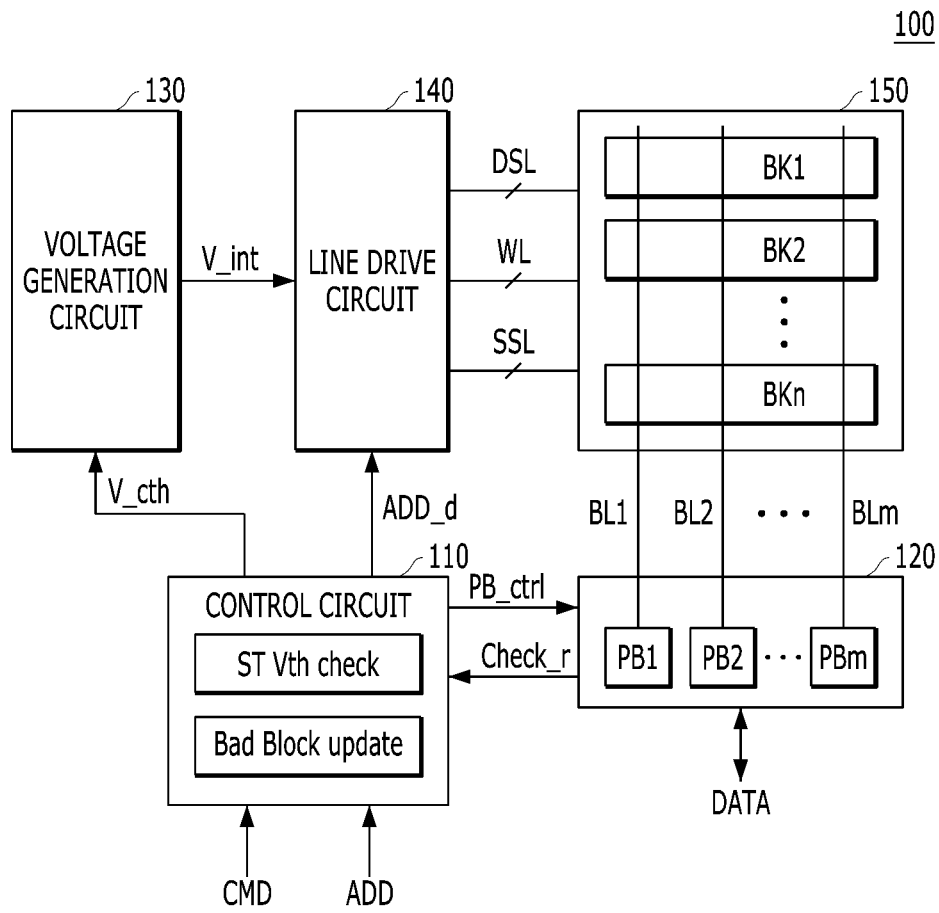 100
130
140
150
VOLTAGE
GENERATION
CIRCUIT
V_int
LINE DRIVE
CIRCUIT
DSL
WL
SSL
BK1
BK2
BKn
V_cth
ADD_d
BL1
BL2
BLm
110
120
CONTROL CIRCUIT
ST Vth check
Bad Block update
PB_ctrl
Check_r
PB1
PB2
PBm
DATA
CMD
ADD